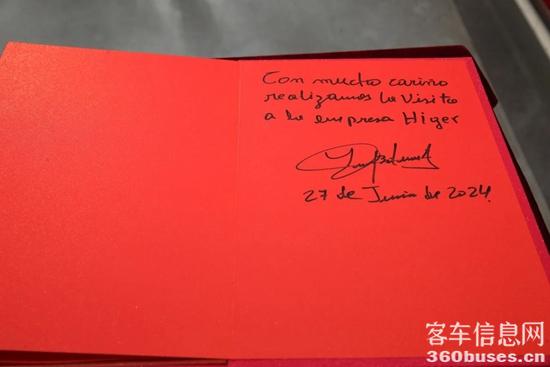 Con mucho cariño
realizamos la visita
a la empresa Higer
27 de Junio de 2024.
客车信息网
360buses.cn